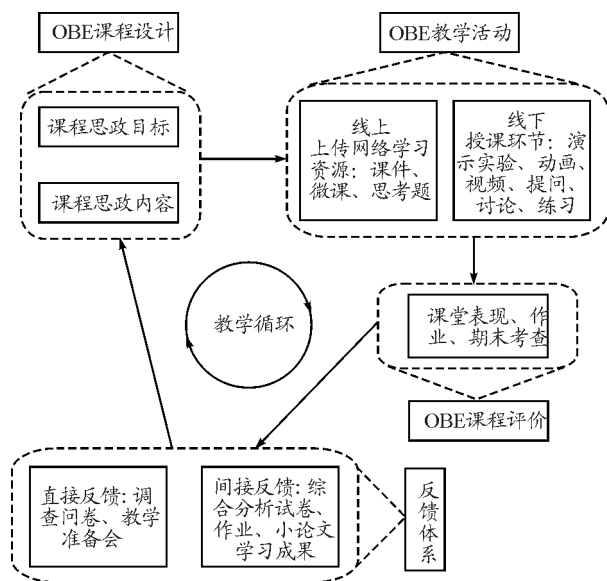 OBE课程设计
OBE教学活动
课程思政目标
课程思政内容
线上
上传网络学习
资源：课件、
微课、思考题
线下
授课环节：演
示实验、动画、
视频、提问、
讨论、练习
教学循环
课堂表现、作
业、期末考查
OBE课程评价
直接反馈:调
查问卷、教学
准备会
间接反馈:综
合分析试卷、
作业、小论文
学习成果
反
馈
体
系